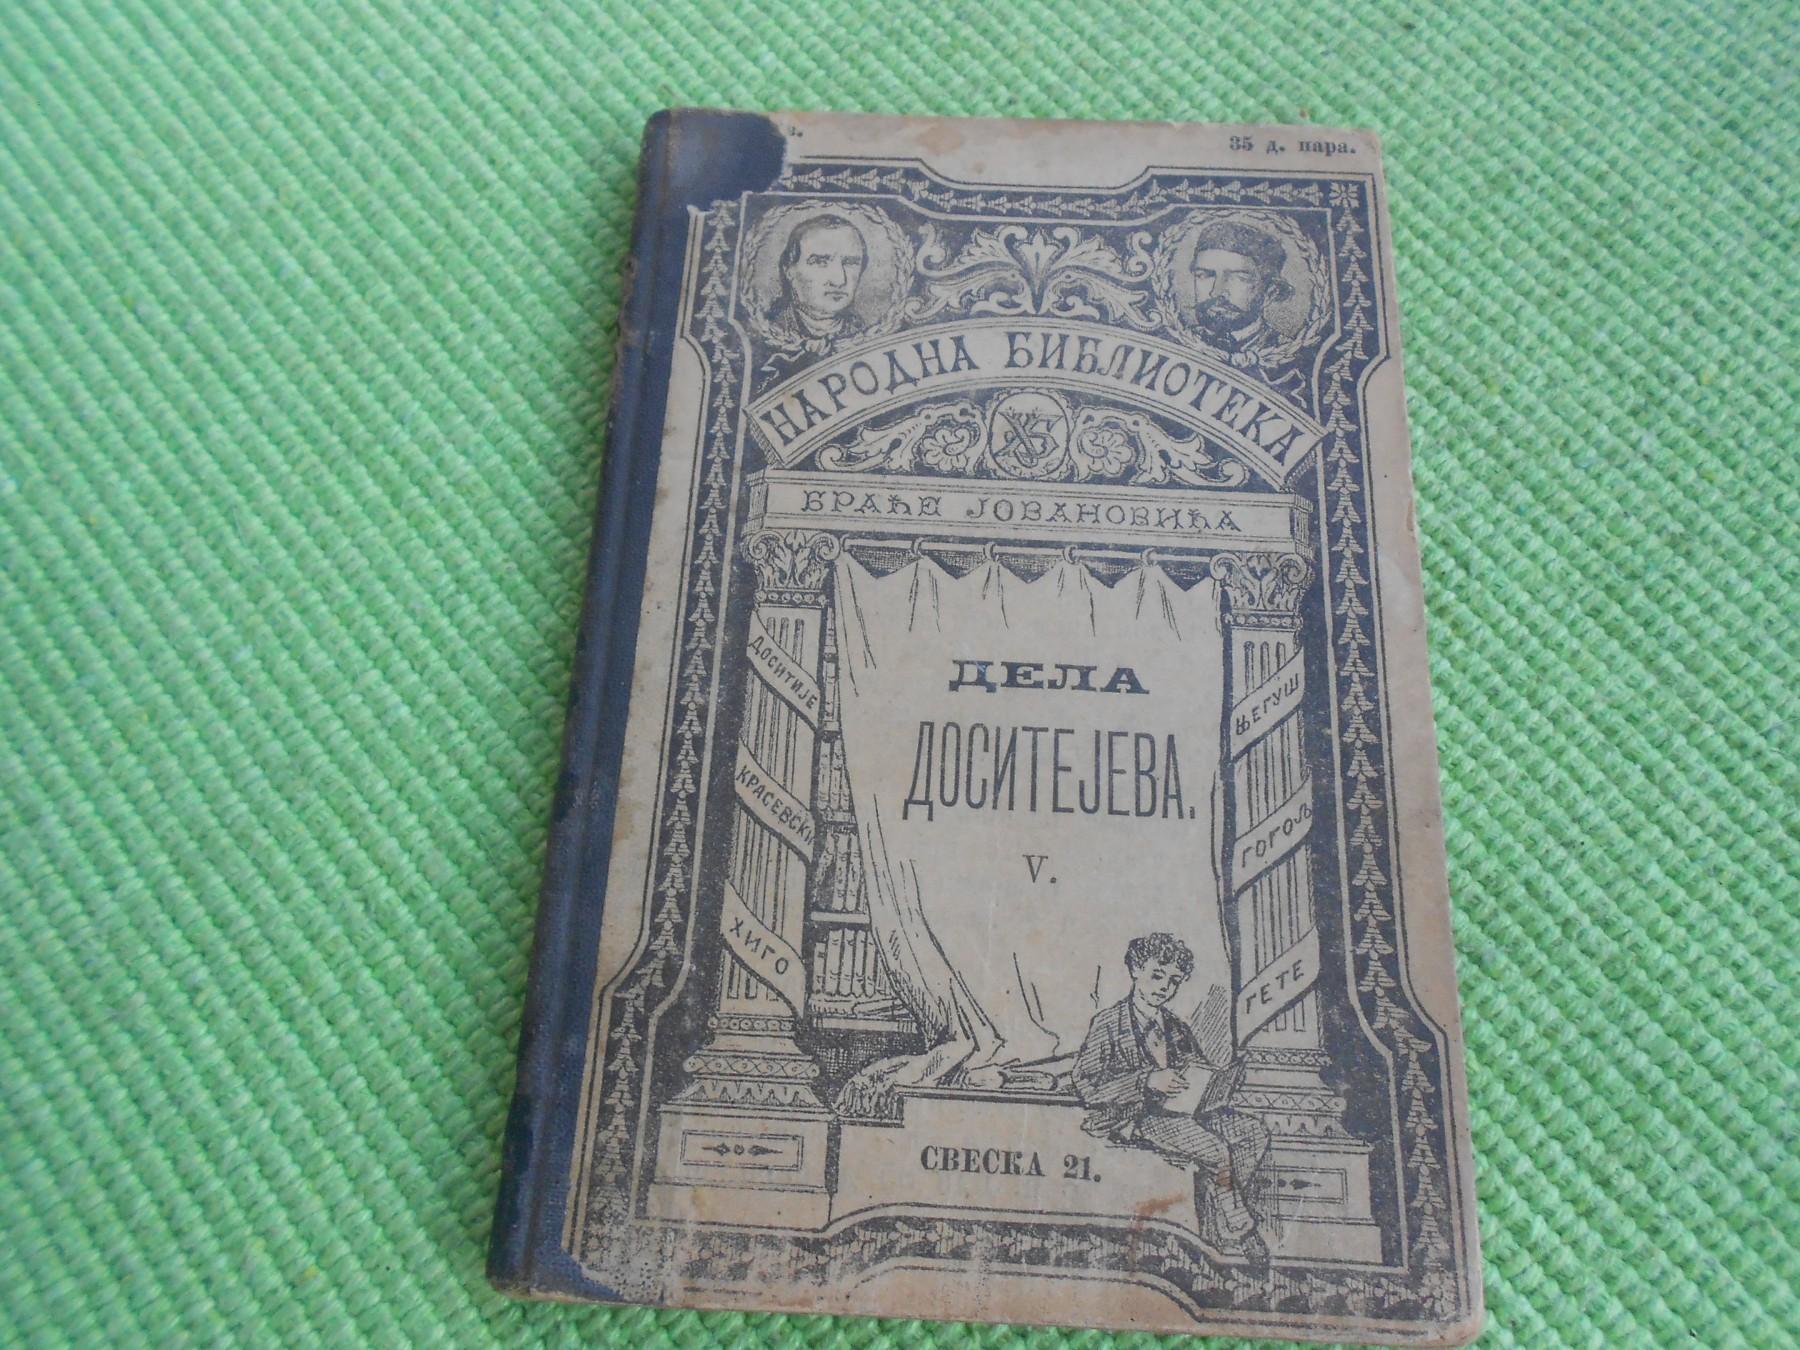 35 д. пара.
НАРОДНА БИБЛИОТЕКА
БРАЋЕ ЈОВАНОВИЋА
ДОСИТИЈЕ
КРАСЕВСКИ
ХИГО
ДЕЛА
ДОСИТЕЈЕВА.
V.
ЊЕГУШ
ГОГОЉ
ГЕТЕ
СВЕСКА 21.